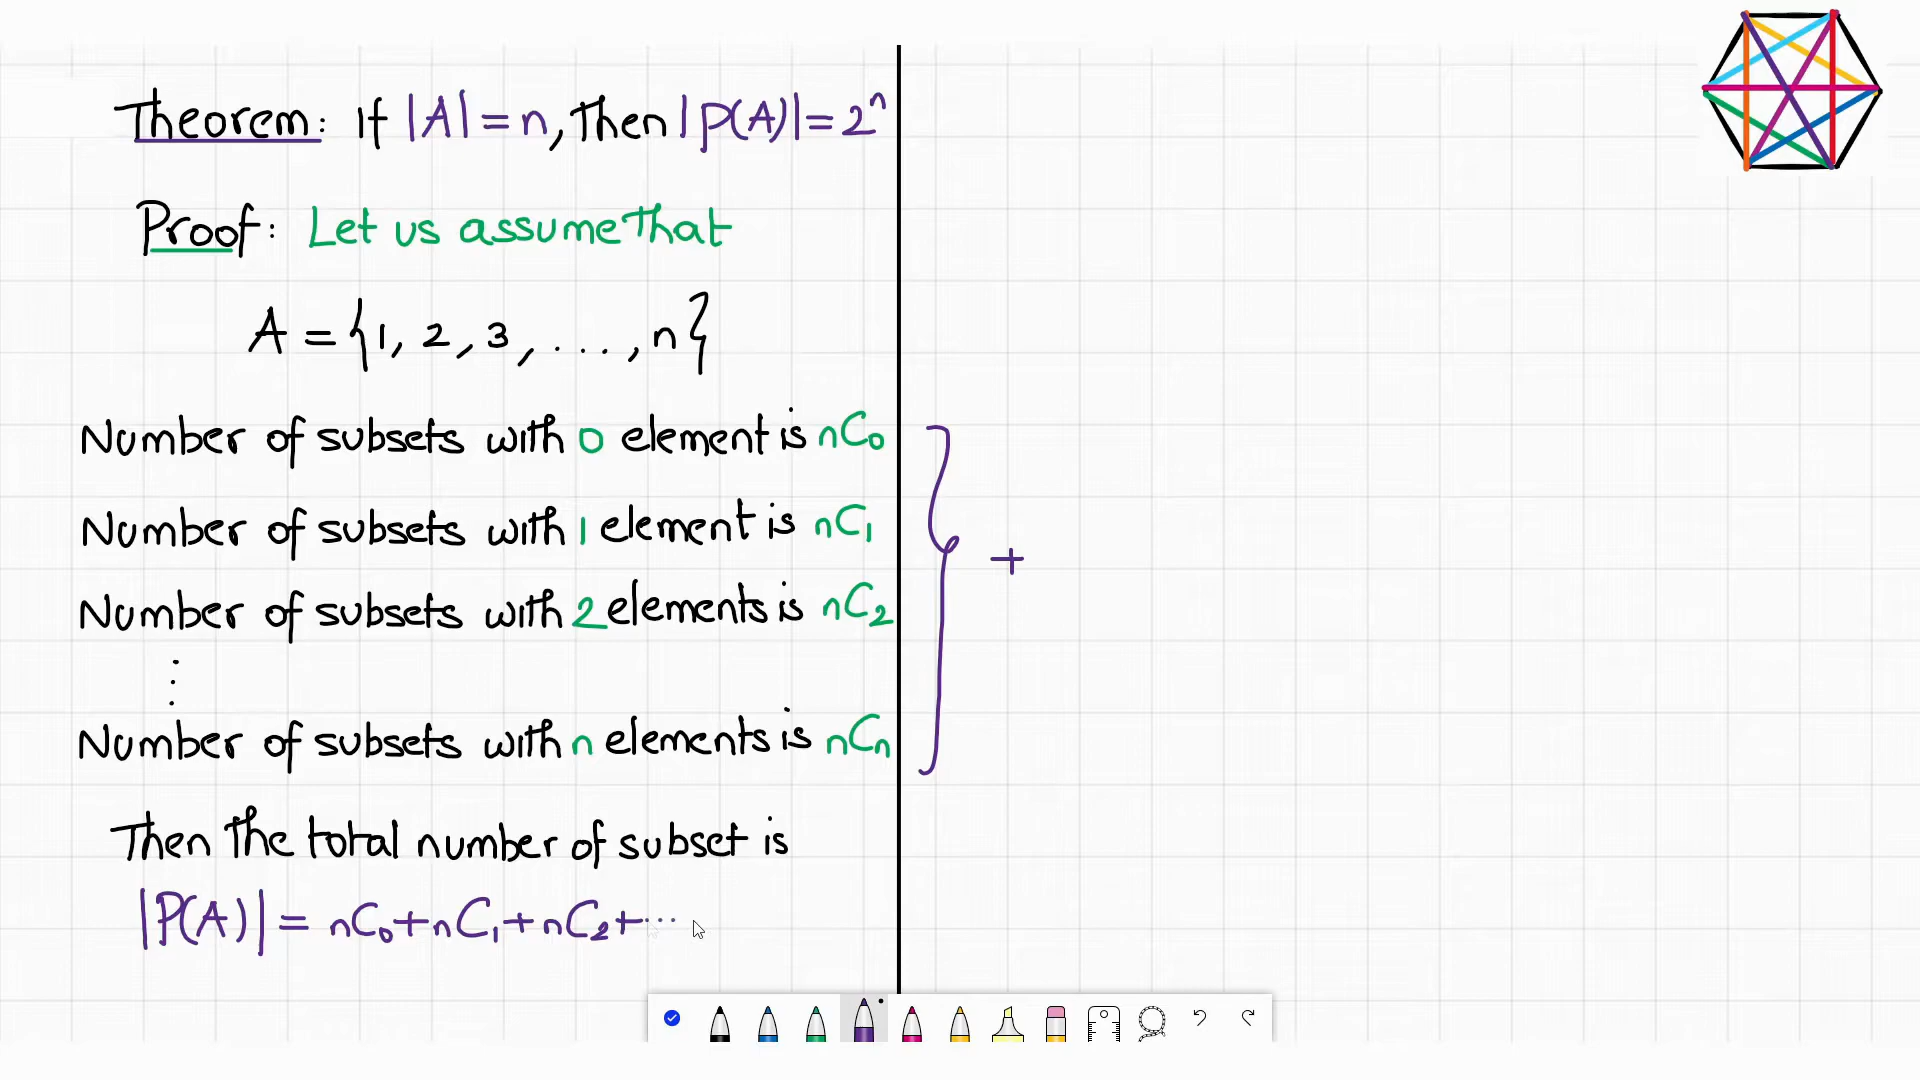 Theorem: If |A| = n, Then |P(A)| = 2ⁿ
Proof: Let us assume that
A = {1, 2, 3, ...., n}
Number of subsets with 0 element is nC₀
Number of subsets with 1 element is nC₁
Number of subsets with 2 elements is nC₂
⋮
Number of subsets with n elements is nCₙ
} +
Then the total number of subset is
|P(A)| = nC₀+nC₁+nC₂+...